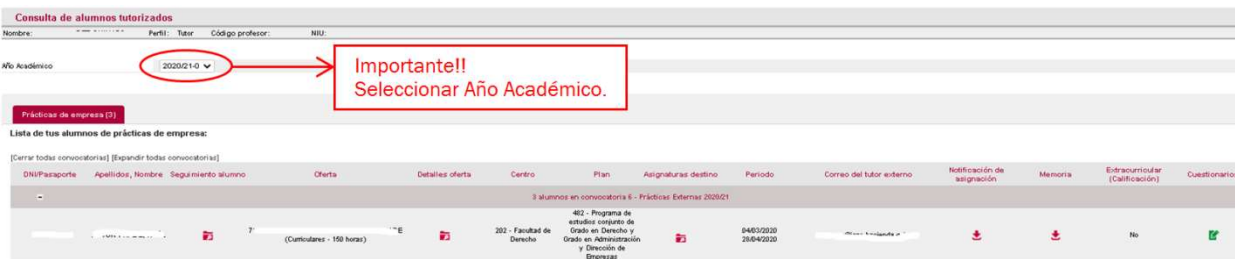 Consulta de alumnos tutorizados
Nombre: Perfil: Tutor Código profesor: NIU:
Año Académico 2020/21-0
Importante!!
Seleccionar Año Académico.
Prácticas de empresa (3)
Lista de tus alumnos de prácticas de empresa:
[Cerrar todas convocatorias] [Expandir todas convocatorias]
DNI/Pasaporte Apellidos, Nombre Seguimiento alumno Oferta Detalles oferta Centro Plan Asignaturas destino Periodo Correo del tutor externo Notificación de asignación Memoria Extracurricular (Calificación) Cuestionarios
3 alumnos en convocatoria 6 - Prácticas Externas 2020/21
(Curriculares - 150 horas)
202 - Facultad de
Derecho
482 - Programa de
estudios conjunto de
Grado en Derecho y
Grado en Administración
y Dirección de
Empresas
04/03/2020
28/04/2020
No